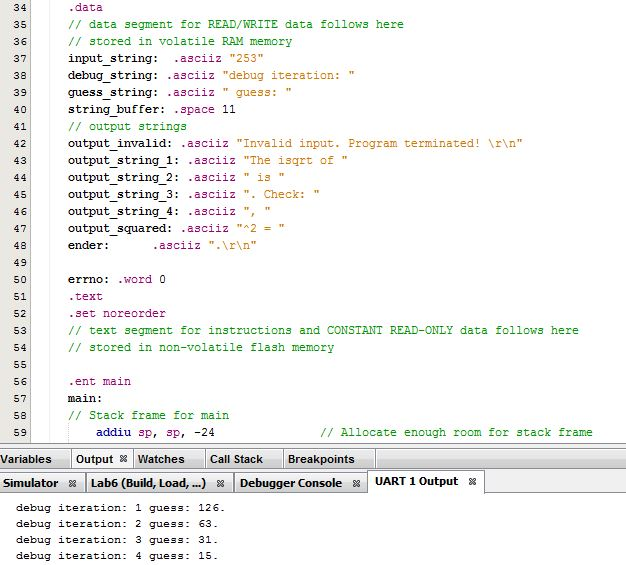 34 .data
35 // data segment for READ/WRITE data follows here
36 // stored in volatile RAM memory
37 input_string: .asciiz "253"
38 debug_string: .asciiz "debug iteration: "
39 guess_string: .asciiz " guess: "
40 string_buffer: .space 11
41 // output strings
42 output_invalid: .asciiz "Invalid input. Program terminated! \r\n"
43 output_string_1: .asciiz "The isqrt of "
44 output_string_2: .asciiz " is "
45 output_string_3: .asciiz ". Check: "
46 output_string_4: .asciiz ", "
47 output_squared: .asciiz "^2 = "
48 ender: .asciiz ".\r\n"
49
50 errno: .word 0
51 .text
52 .set noreorder
53 // text segment for instructions and CONSTANT READ-ONLY data follows here
54 // stored in non-volatile flash memory
55
56 .ent main
57 main:
58 // Stack frame for main
59 addiu sp, sp, -24 // Allocate enough room for stack frame
Variables Output Watches Call Stack Breakpoints
Simulator Lab6 (Build, Load, ...) Debugger Console UART 1 Output
debug iteration: 1 guess: 126.
debug iteration: 2 guess: 63.
debug iteration: 3 guess: 31.
debug iteration: 4 guess: 15.